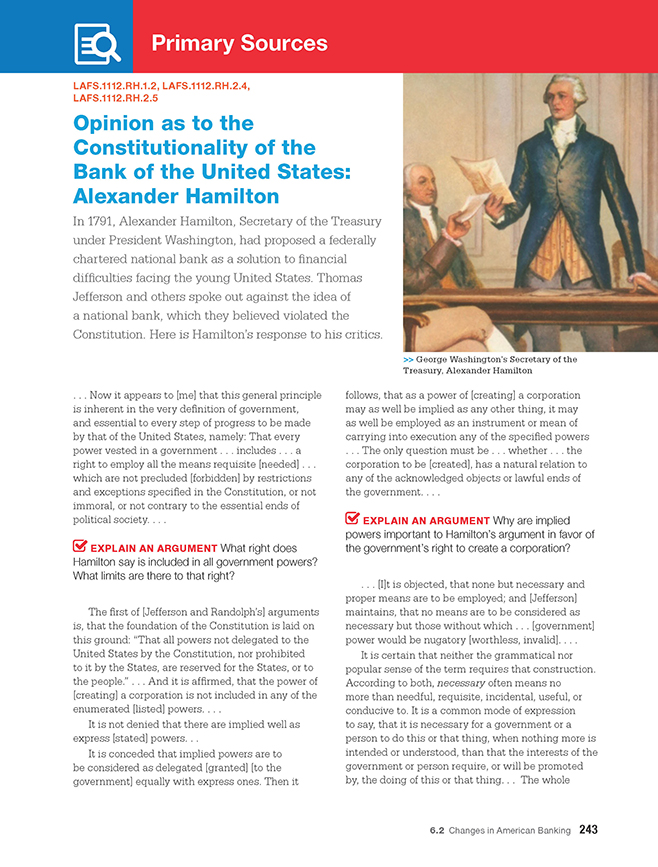 Primary Sources
LAFS.1112.RH.1.2, LAFS.1112.RH.2.4,
LAFS.1112.RH.2.5
Opinion as to the
Constitutionality of the
Bank of the United States:
Alexander Hamilton
In 1791, Alexander Hamilton, Secretary of the Treasury
under President Washington, had proposed a federally
chartered national bank as a solution to financial
difficulties facing the young United States. Thomas
Jefferson and others spoke out against the idea of
a national bank, which they believed violated the
Constitution. Here is Hamilton's response to his critics.
>> George Washington's Secretary of the
Treasury, Alexander Hamilton
. . . Now it appears to [me] that this general principle
is inherent in the very definition of government,
and essential to every step of progress to be made
by that of the United States, namely: That every
power vested in a government . . . includes . . . a
right to employ all the means requisite [needed] . . .
which are not precluded [forbidden] by restrictions
and exceptions specified in the Constitution, or not
immoral, or not contrary to the essential ends of
political society. . . .
EXPLAIN AN ARGUMENT What right does
Hamilton say is included in all government powers?
What limits are there to that right?
The first of [Jefferson and Randolph's] arguments
is, that the foundation of the Constitution is laid on
this ground: "That all powers not delegated to the
United States by the Constitution, nor prohibited
to it by the States, are reserved for the States, or to
the people." . . . And it is affirmed, that the power of
[creating] a corporation is not included in any of the
enumerated [listed] powers. . . .
It is not denied that there are implied well as
express [stated] powers. . .
It is conceded that implied powers are to
be considered as delegated [granted] [to the
government] equally with express ones. Then it
follows, that as a power of [creating] a corporation
may as well be implied as any other thing, it may
as well be employed as an instrument or mean of
carrying into execution any of the specified powers
. . . The only question must be . . . whether . . . the
corporation to be [created], has a natural relation to
any of the acknowledged objects or lawful ends of
the government. . . .
EXPLAIN AN ARGUMENT Why are implied
powers important to Hamilton's argument in favor of
the government's right to create a corporation?
. . . [I]t is objected, that none but necessary and
proper means are to be employed; and [Jefferson]
maintains, that no means are to be considered as
necessary but those without which . . . [government]
power would be nugatory [worthless, invalid]. . . .
It is certain that neither the grammatical nor
popular sense of the term requires that construction.
According to both, necessary often means no
more than needful, requisite, incidental, useful, or
conducive to. It is a common mode of expression
to say, that it is necessary for a government or a
person to do this or that thing, when nothing more is
intended or understood, than that the interests of the
government or person require, or will be promoted
by, the doing of this or that thing. . . The whole
6.2 Changes in American Banking 243